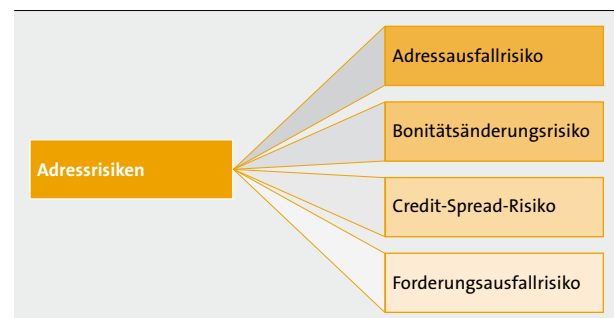 Adressausfallrisiko
Bonitätsänderungsrisiko
Adressrisiken
Credit-Spread-Risiko
Forderungsausfallrisiko